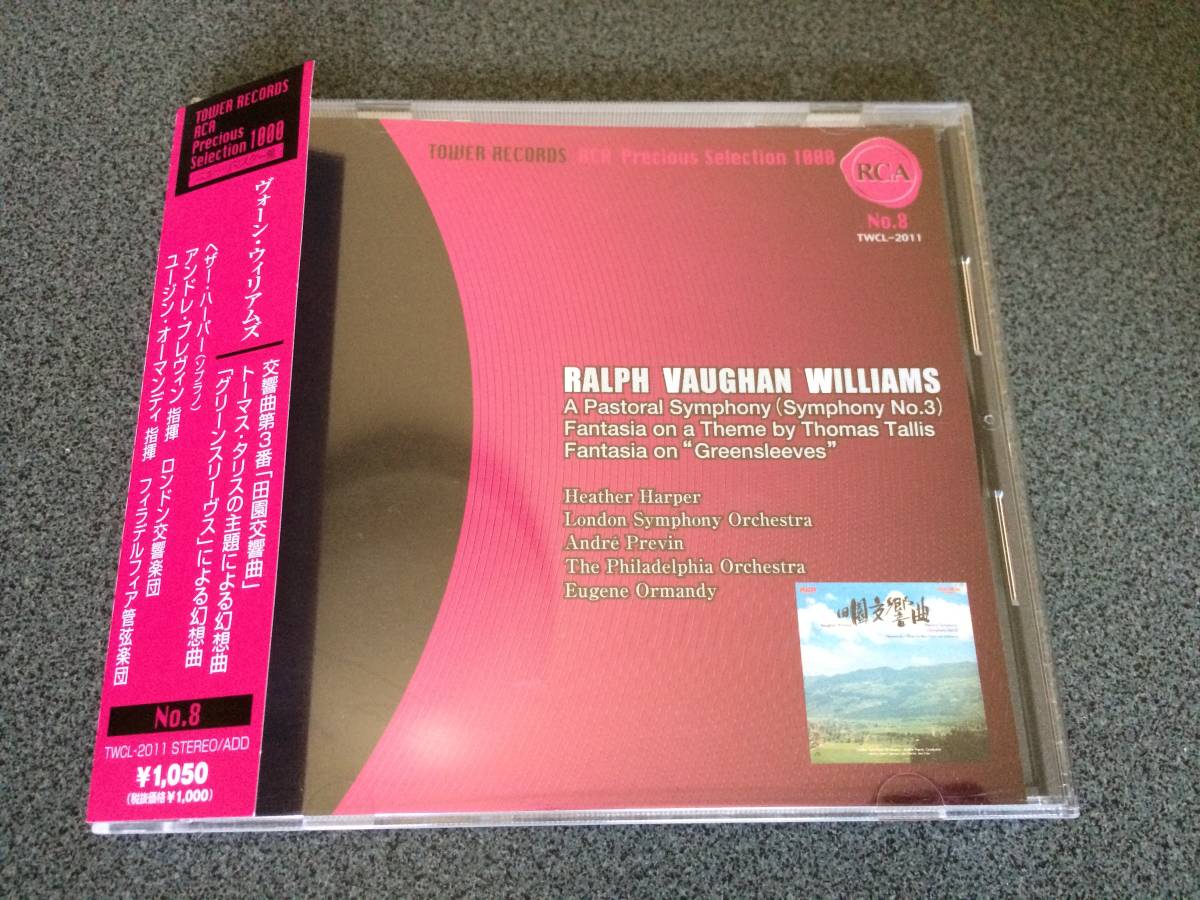 TOWER RECORDS
RCA
Precious
Selection 1000
ヴォーン・ウィリアムズ
交響曲第3番「田園交響曲」
トーマス・タリスの主題による幻想曲
「グリーンスリーヴス」による幻想曲
ヘザー・ハーパー(ソプラノ)
アンドレ・プレヴィン 指揮 ロンドン交響楽団
ユージン・オーマンディ 指揮 フィラデルフィア管弦楽団
No.8
TWCL-2011 STEREO/ADD
¥1,050
(税抜価格¥1,000)
TOWER RECORDS RCA Precious Selection 1000
RCA
No.8
TWCL-2011
RALPH VAUGHAN WILLIAMS
A Pastoral Symphony (Symphony No.3)
Fantasia on a Theme by Thomas Tallis
Fantasia on “Greensleeves”
Heather Harper
London Symphony Orchestra
André Previn
The Philadelphia Orchestra
Eugene Ormandy
田園交響曲